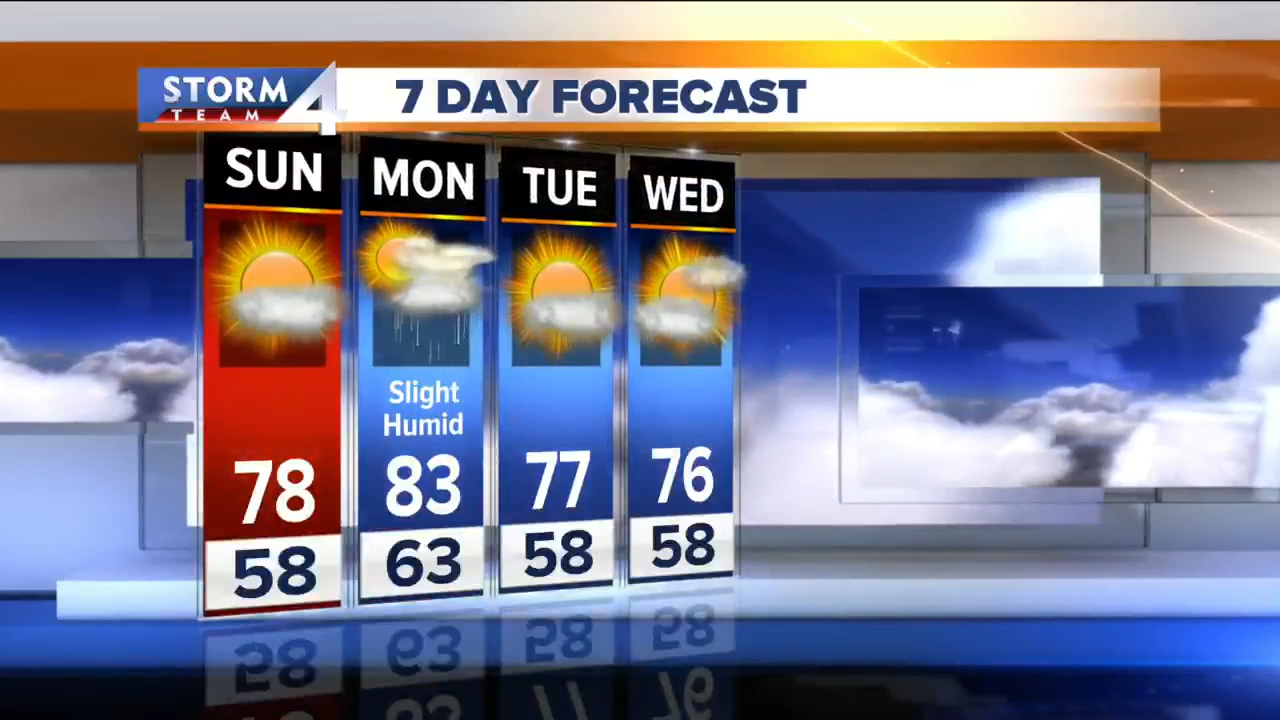 STORM
TEAM 4
7 DAY FORECAST
SUN
MON
TUE
WED
Slight
Humid
78
83
77
76
58
63
58
58